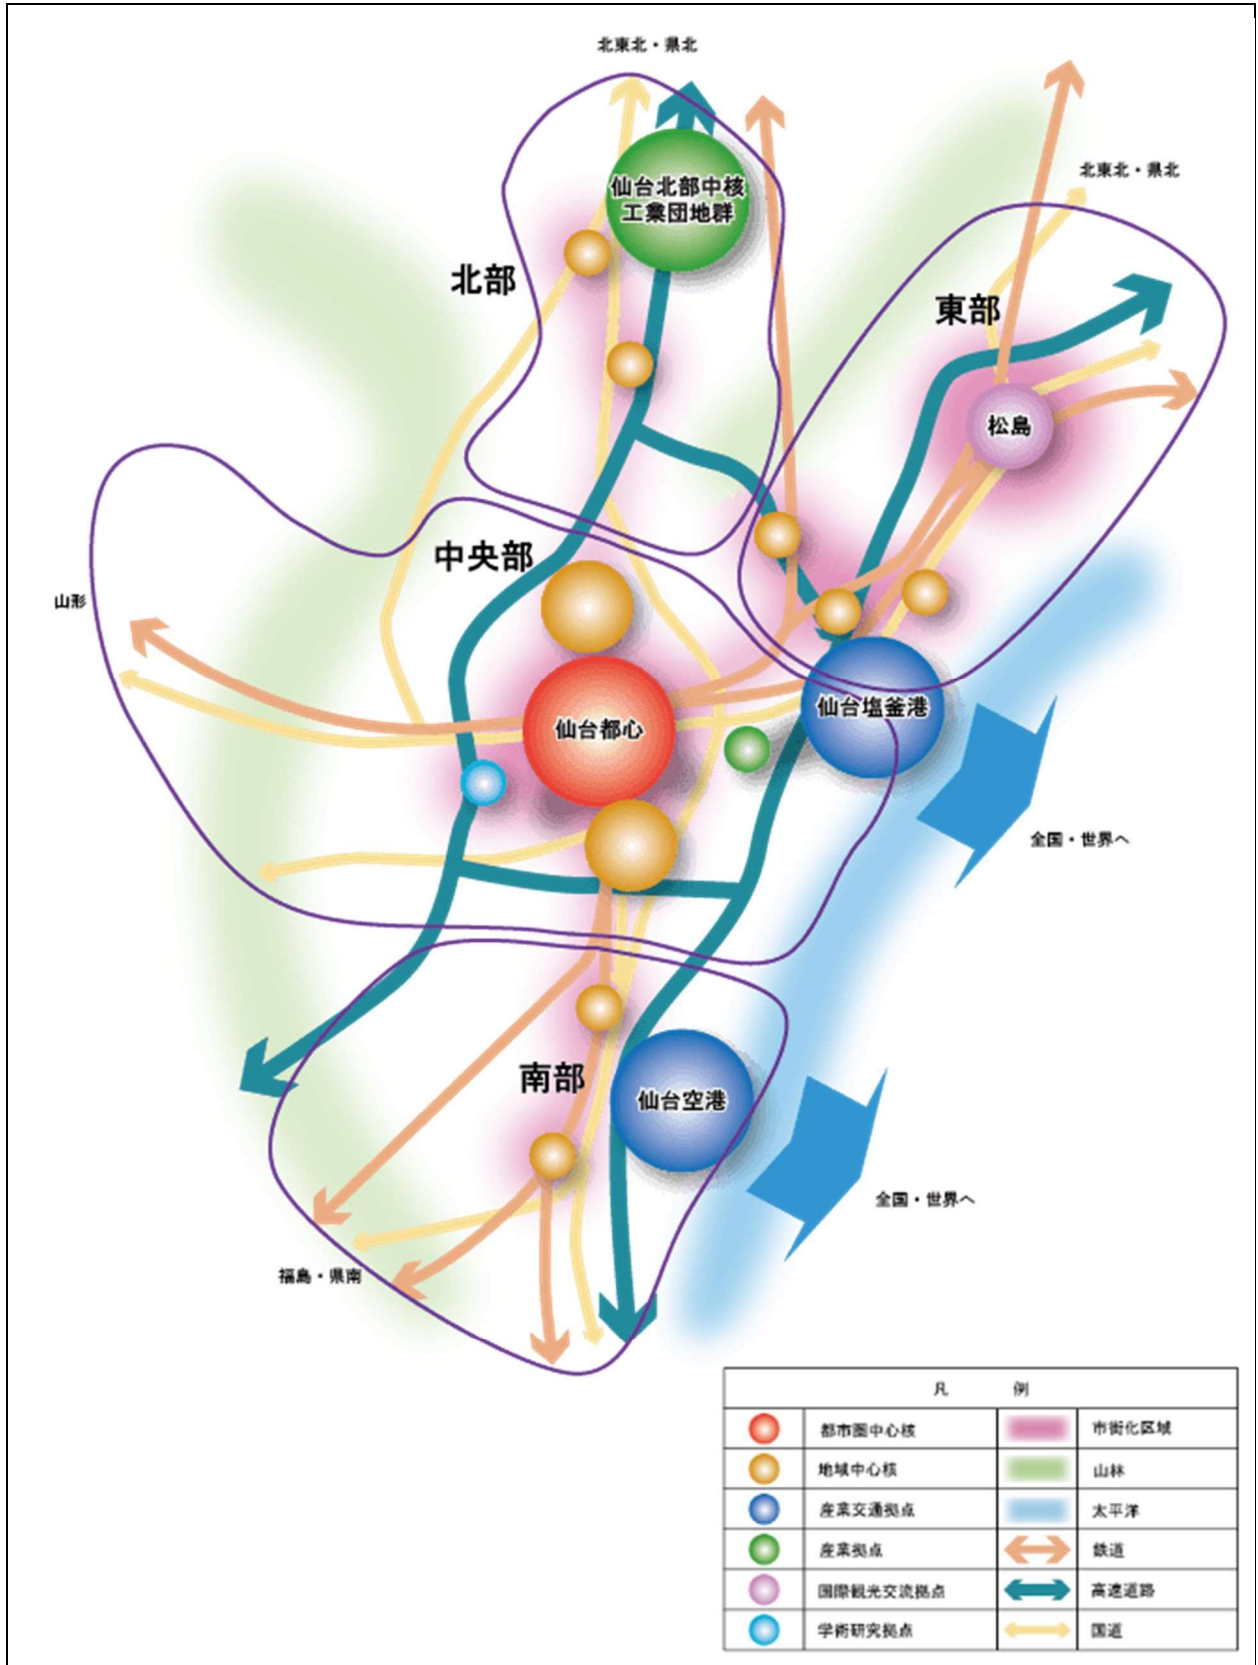 北東北・県北
北東北・県北
仙台北部中核
工業団地群
北部
東部
松島
中央部
山形
仙台都心
仙台塩釜港
全国・世界へ
南部
仙台空港
全国・世界へ
福島・県南
凡　例
都市圏中心核
市街化区域
地域中心核
山林
産業交通拠点
太平洋
産業拠点
鉄道
国際観光交流拠点
高速道路
学術研究拠点
国道